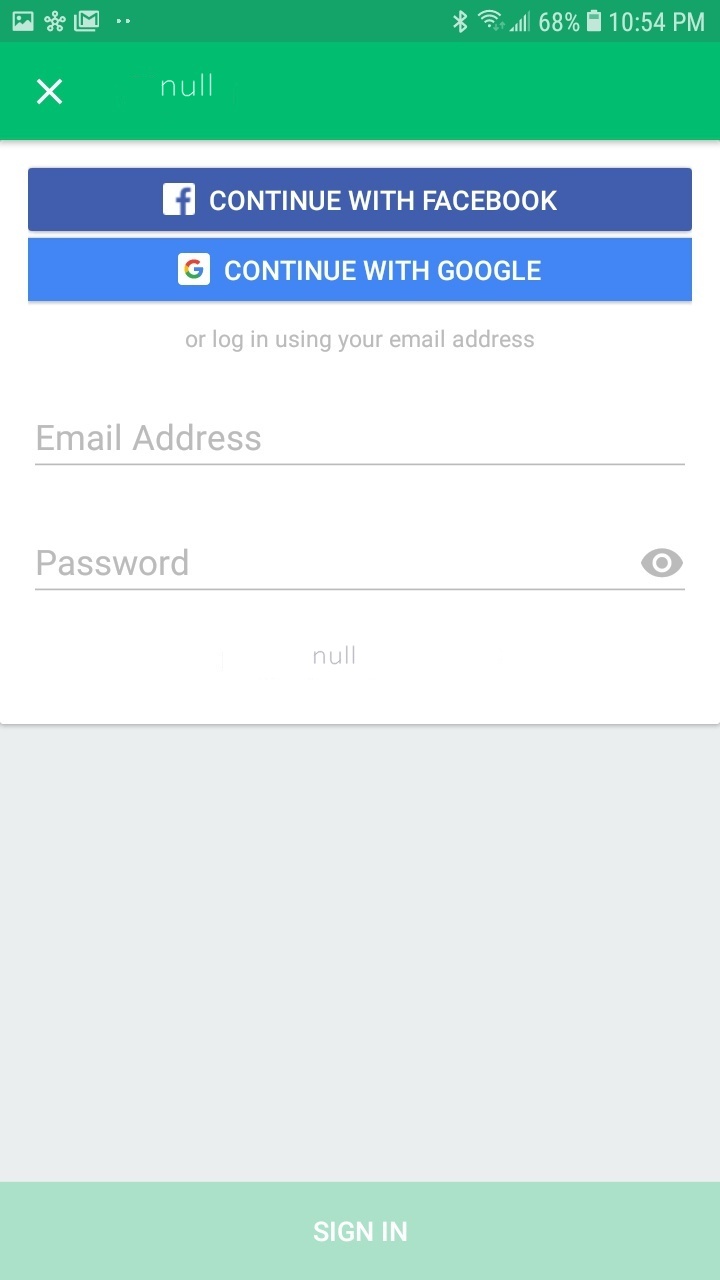 68% 10:54 PM
null
CONTINUE WITH FACEBOOK
CONTINUE WITH GOOGLE
or log in using your email address
Email Address
Password
null
SIGN IN